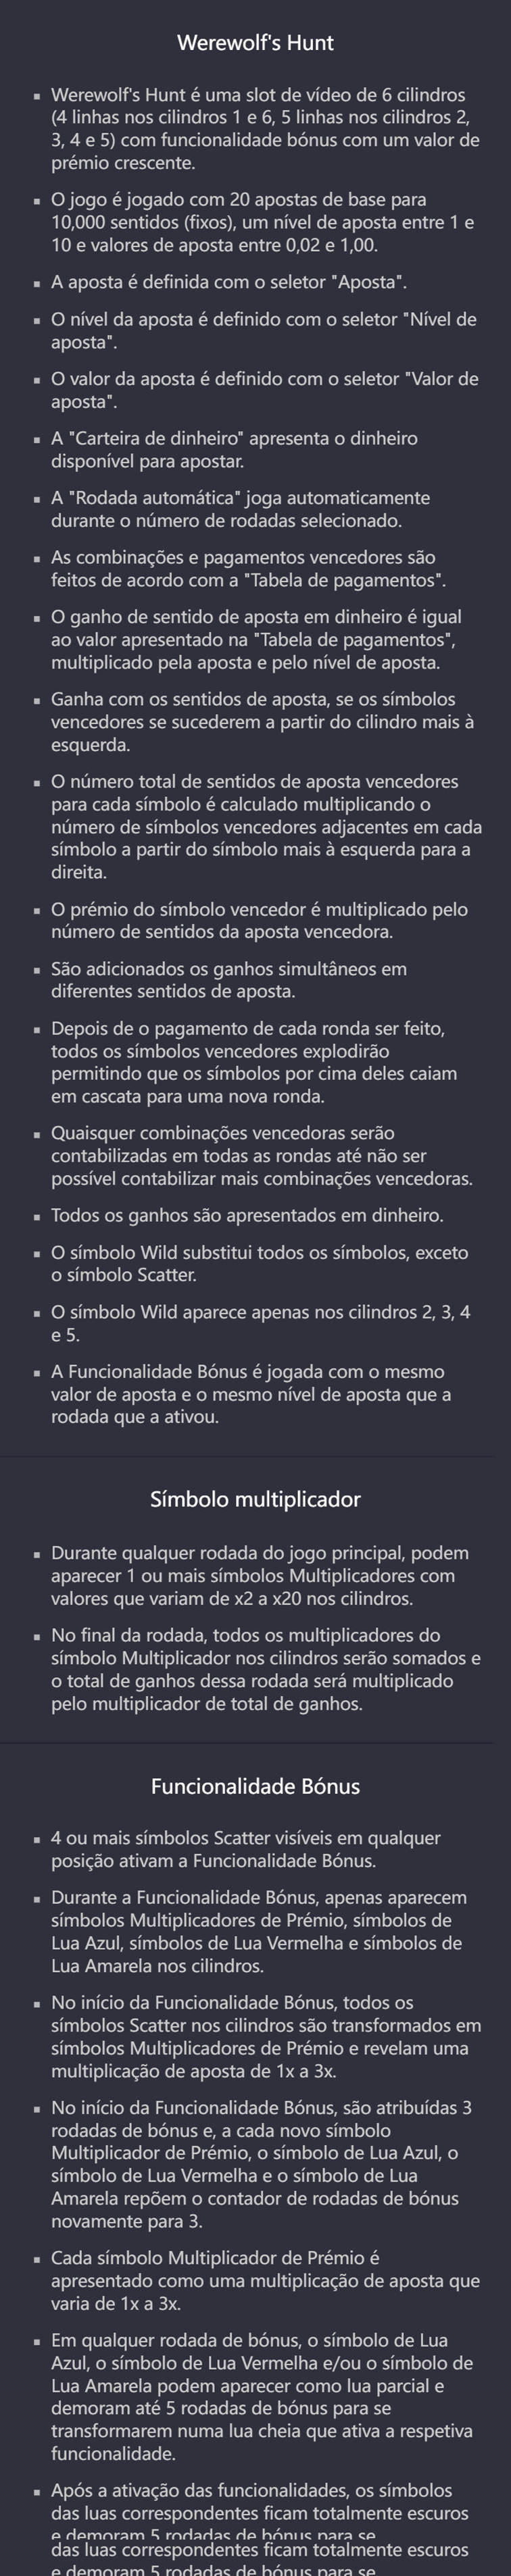 Werewolf's Hunt
▪ Werewolf's Hunt é uma slot de vídeo de 6 cilindros
(4 linhas nos cilindros 1 e 6, 5 linhas nos cilindros 2,
3, 4 e 5) com funcionalidade bónus com um valor de
prémio crescente.
▪ O jogo é jogado com 20 apostas de base para
10,000 sentidos (fixos), um nível de aposta entre 1 e
10 e valores de aposta entre 0,02 e 1,00.
▪ A aposta é definida com o seletor "Aposta".
▪ O nível da aposta é definido com o seletor "Nível de
aposta".
▪ O valor da aposta é definido com o seletor "Valor de
aposta".
▪ A "Carteira de dinheiro" apresenta o dinheiro
disponível para apostar.
▪ A "Rodada automática" joga automaticamente
durante o número de rodadas selecionado.
▪ As combinações e pagamentos vencedores são
feitos de acordo com a "Tabela de pagamentos".
▪ O ganho de sentido de aposta em dinheiro é igual
ao valor apresentado na "Tabela de pagamentos",
multiplicado pela aposta e pelo nível de aposta.
▪ Ganha com os sentidos de aposta, se os símbolos
vencedores se sucederem a partir do cilindro mais à
esquerda.
▪ O número total de sentidos de aposta vencedores
para cada símbolo é calculado multiplicando o
número de símbolos vencedores adjacentes em cada
símbolo a partir do símbolo mais à esquerda para a
direita.
▪ O prémio do símbolo vencedor é multiplicado pelo
número de sentidos da aposta vencedora.
▪ São adicionados os ganhos simultâneos em
diferentes sentidos de aposta.
▪ Depois de o pagamento de cada ronda ser feito,
todos os símbolos vencedores explodirão
permitindo que os símbolos por cima deles caiam
em cascata para uma nova ronda.
▪ Quaisquer combinações vencedoras serão
contabilizadas em todas as rondas até não ser
possível contabilizar mais combinações vencedoras.
▪ Todos os ganhos são apresentados em dinheiro.
▪ O símbolo Wild substitui todos os símbolos, exceto
o símbolo Scatter.
▪ O símbolo Wild aparece apenas nos cilindros 2, 3, 4
e 5.
▪ A Funcionalidade Bónus é jogada com o mesmo
valor de aposta e o mesmo nível de aposta que a
rodada que a ativou.
Símbolo multiplicador
▪ Durante qualquer rodada do jogo principal, podem
aparecer 1 ou mais símbolos Multiplicadores com
valores que variam de x2 a x20 nos cilindros.
▪ No final da rodada, todos os multiplicadores do
símbolo Multiplicador nos cilindros serão somados e
o total de ganhos dessa rodada será multiplicado
pelo multiplicador de total de ganhos.
Funcionalidade Bónus
▪ 4 ou mais símbolos Scatter visíveis em qualquer
posição ativam a Funcionalidade Bónus.
▪ Durante a Funcionalidade Bónus, apenas aparecem
símbolos Multiplicadores de Prémio, símbolos de
Lua Azul, símbolos de Lua Vermelha e símbolos de
Lua Amarela nos cilindros.
▪ No início da Funcionalidade Bónus, todos os
símbolos Scatter nos cilindros são transformados em
símbolos Multiplicadores de Prémio e revelam uma
multiplicação de aposta de 1x a 3x.
▪ No início da Funcionalidade Bónus, são atribuídas 3
rodadas de bónus e, a cada novo símbolo
Multiplicador de Prémio, o símbolo de Lua Azul, o
símbolo de Lua Vermelha e o símbolo de Lua
Amarela repõem o contador de rodadas de bónus
novamente para 3.
▪ Cada símbolo Multiplicador de Prémio é
apresentado como uma multiplicação de aposta que
varia de 1x a 3x.
▪ Em qualquer rodada de bónus, o símbolo de Lua
Azul, o símbolo de Lua Vermelha e/ou o símbolo de
Lua Amarela podem aparecer como lua parcial e
demoram até 5 rodadas de bónus para se
transformarem numa lua cheia que ativa a respetiva
funcionalidade.
▪ Após a ativação das funcionalidades, os símbolos
das luas correspondentes ficam totalmente escuros
e demoram 5 rodadas de bónus para se
das luas correspondentes ficam totalmente escuros
e demoram 5 rodadas de bónus para se